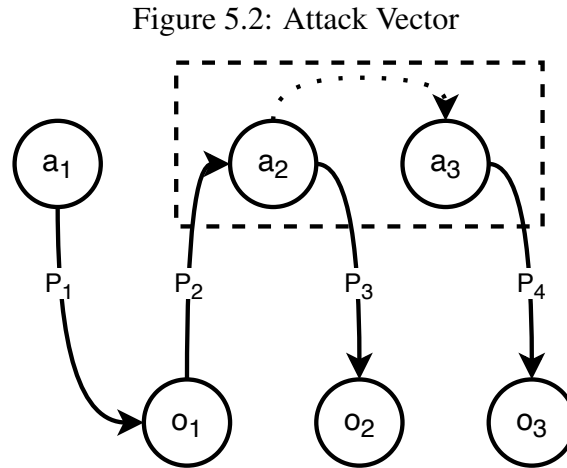 Figure 5.2: Attack Vector
a₁
a₂
a₃
P₁
P₂
P₃
P₄
o₁
o₂
o₃